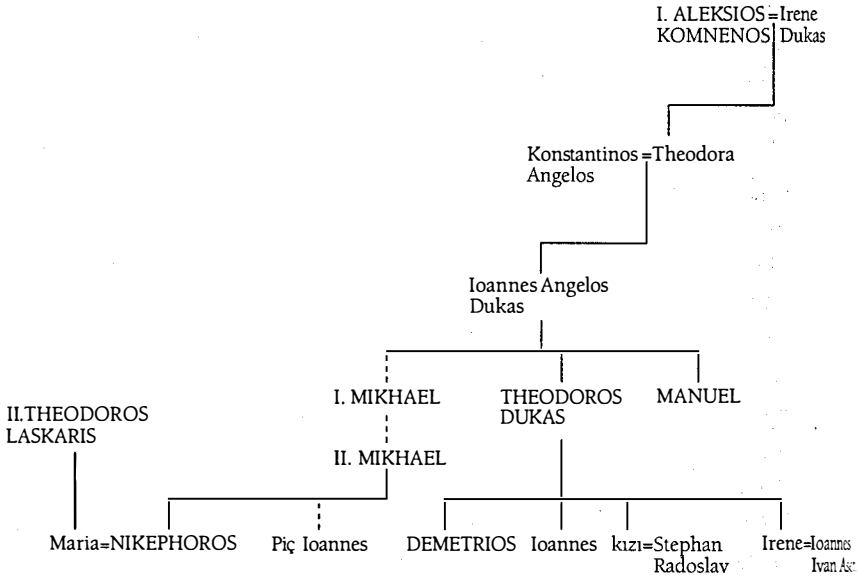 I. ALEKSIOS=Irene
KOMNENOS Dukas
Konstantinos=Theodora
Angelos
Ioannes Angelos
Dukas
I. MIKHAEL THEODOROS MANUEL
DUKAS
II.THEODOROS
LASKARIS
II. MIKHAEL
Maria=NIKEPHOROS Piç Ioannes DEMETRIOS Ioannes kızı=Stephan Irene=Ioannes
Radoslav Ivan